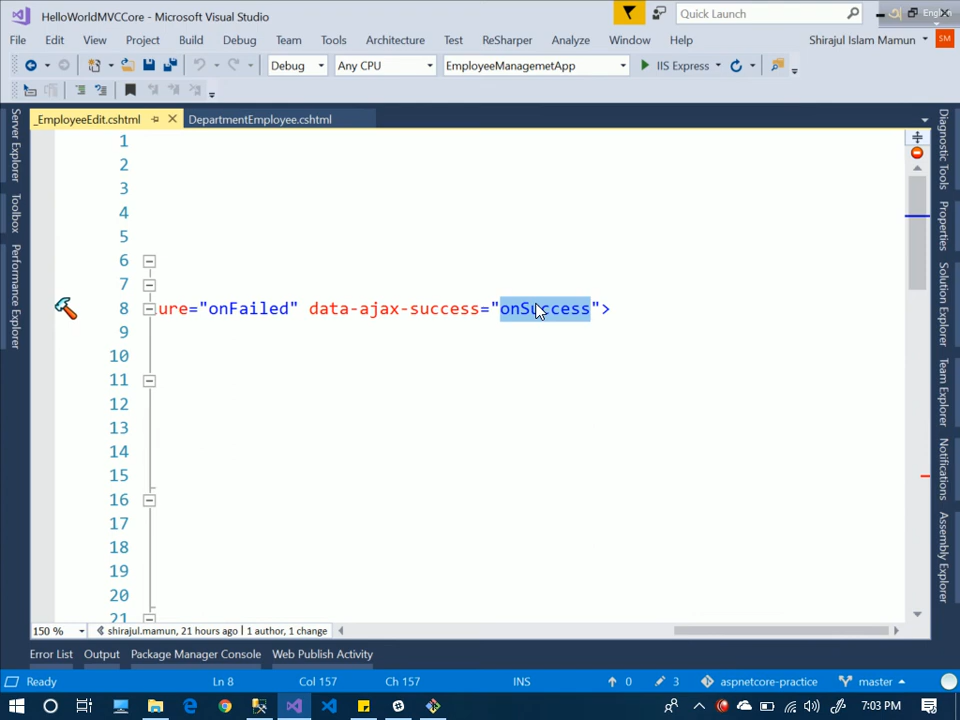 HelloWorldMVCCore - Microsoft Visual Studio
Quick Launch
English
File Edit View Project Build Debug Team Tools Architecture Test ReSharper Analyze Window Help Shirajul Islam Mamun SM
Debug Any CPU EmployeeManagemetApp IIS Express
_EmployeeEdit.cshtml DepartmentEmployee.cshtml
Server Explorer
Toolbox
Performance Explorer
1
2
3
4
5
6
7
8 ure="onFailed" data-ajax-success="onSuccess">
9
10
11
12
13
14
15
16
17
18
19
20
21
Diagnostic Tools
Properties
Solution Explorer
Team Explorer
Notifications
Assembly Explorer
150 % shirajul.mamun, 21 hours ago | 1 author, 1 change
Error List Output Package Manager Console Web Publish Activity
Ready Ln 8 Col 157 Ch 157 INS 0 3 aspnetcore-practice master
7:03 PM